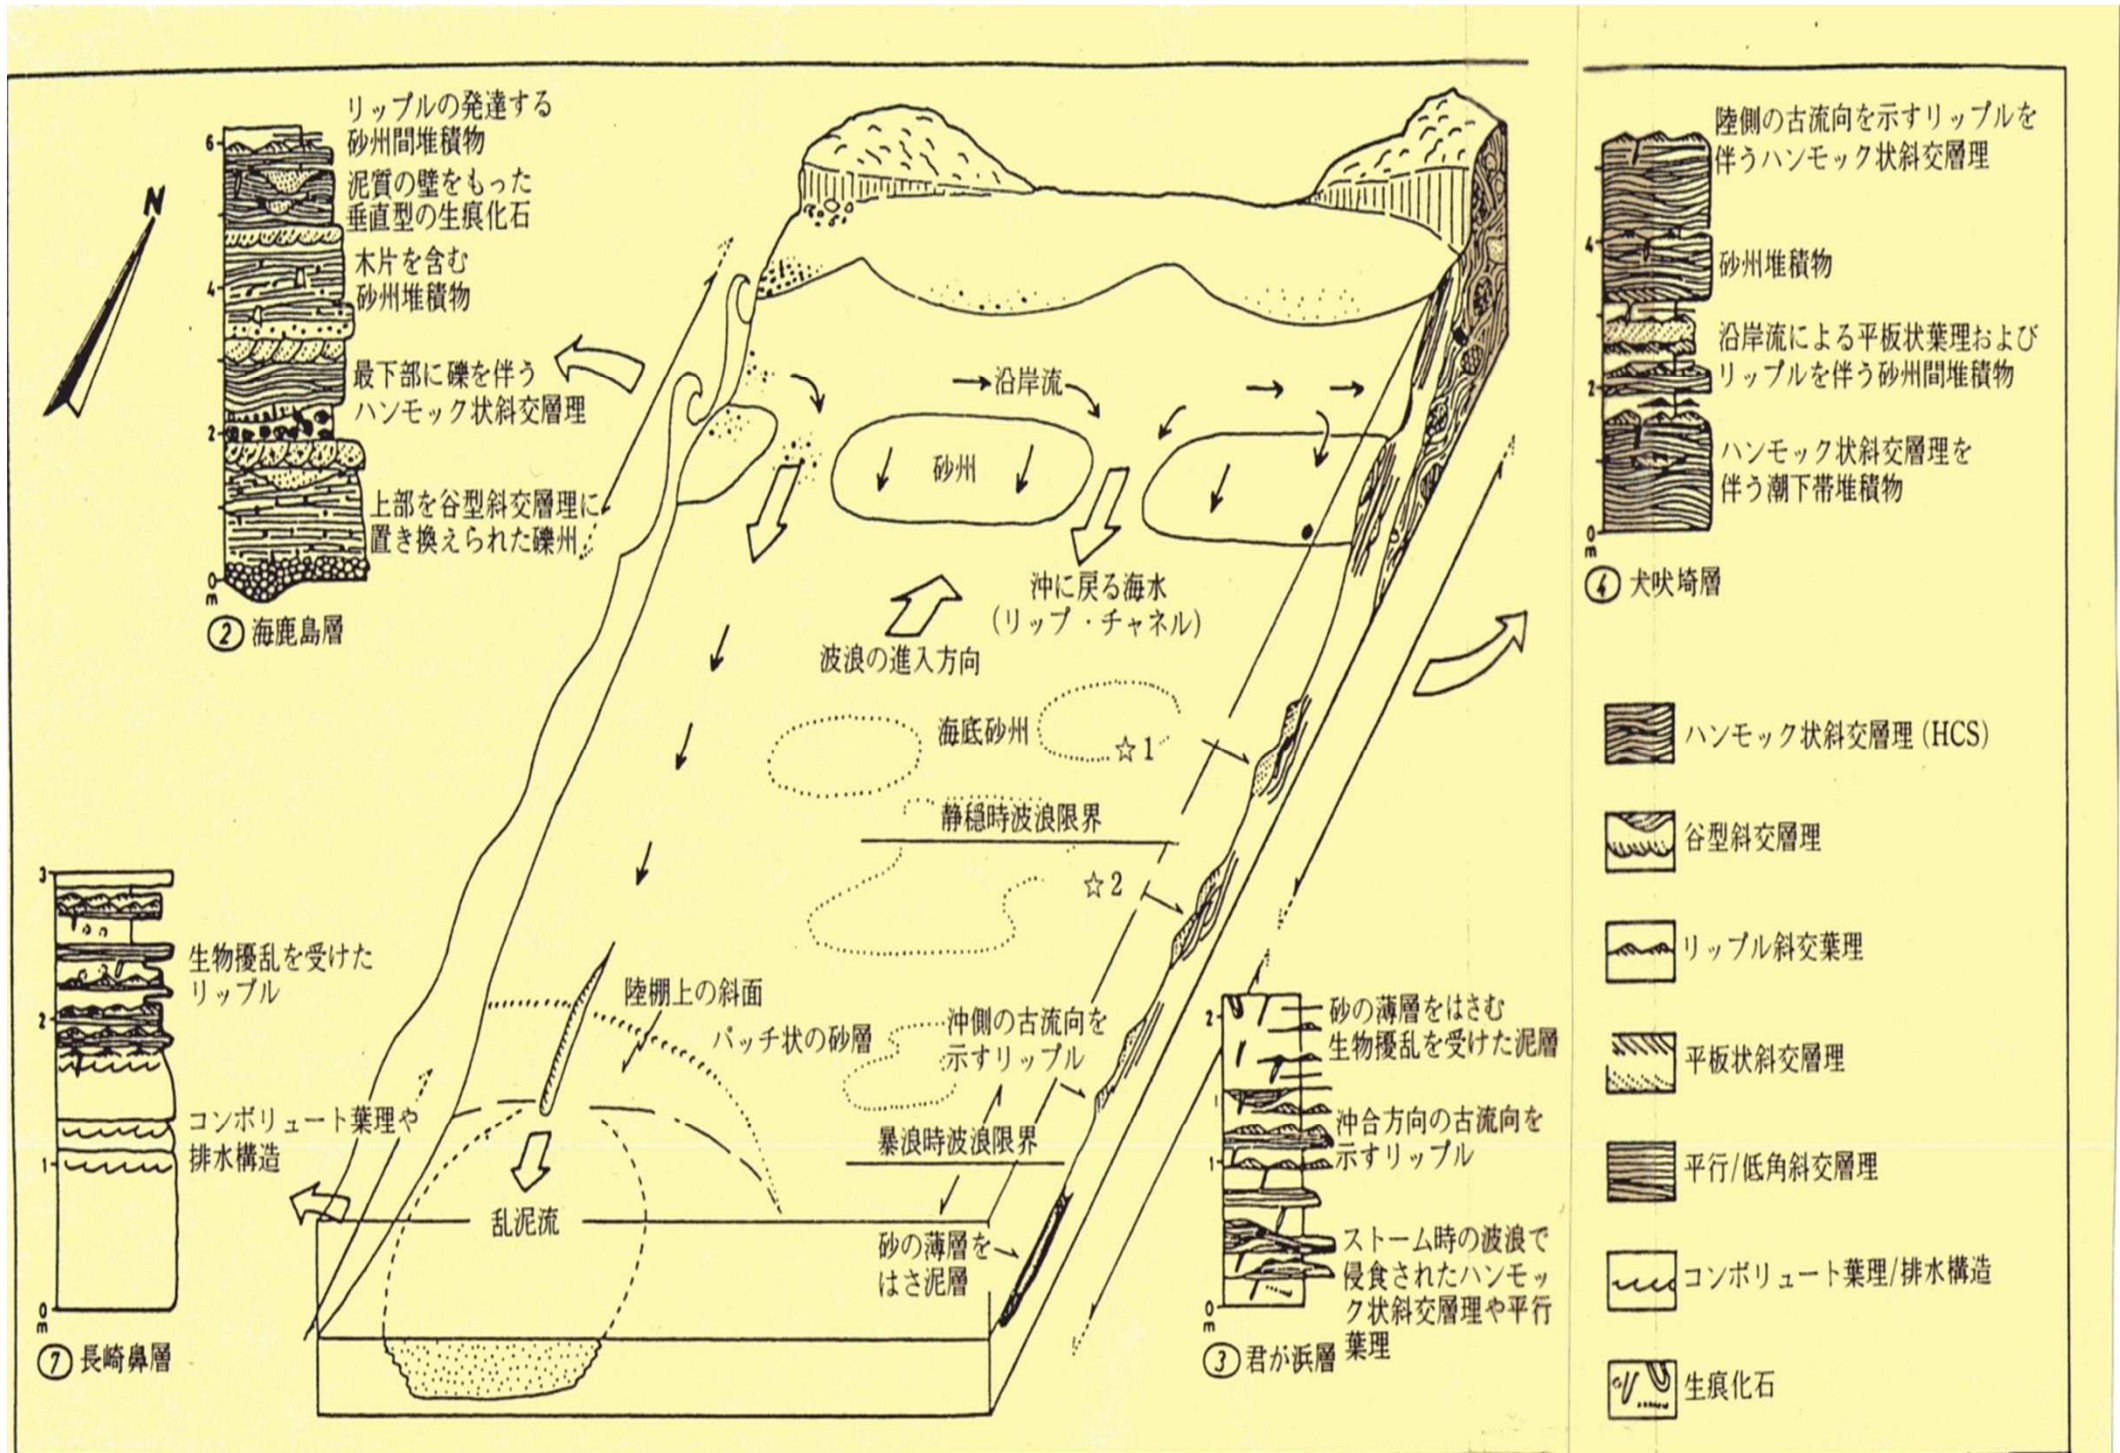 リップルの発達する
砂州間堆積物
泥質の壁をもった
垂直型の生痕化石
木片を含む
砂州堆積物
最下部に礫を伴う
ハンモック状斜交層理
上部を谷型斜交層理に
置き換えられた礫州
6
4
2
0
m
② 海鹿島層
N
→沿岸流
砂州
沖に戻る海水
(リップ・チャネル)
波浪の進入方向
海底砂州
☆1
静穏時波浪限界
☆2
陸棚上の斜面
パッチ状の砂層
沖側の古流向を
示すリップル
暴浪時波浪限界
乱泥流
砂の薄層を
はさ泥層
3
2
1
0
m
生物擾乱を受けた
リップル
コンボリュート葉理や
排水構造
⑦ 長崎鼻層
2
1
0
m
砂の薄層をはさむ
生物擾乱を受けた泥層
沖合方向の古流向を
示すリップル
ストーム時の波浪で
侵食されたハンモッ
ク状斜交層理や平行
葉理
③ 君が浜層
陸側の古流向を示すリップルを
伴うハンモック状斜交層理
砂州堆積物
沿岸流による平板状葉理および
リップルを伴う砂州間堆積物
ハンモック状斜交層理を
伴う潮下帯堆積物
4
2
0
m
④ 犬吠埼層
ハンモック状斜交層理 (HCS)
谷型斜交層理
リップル斜交葉理
平板状斜交層理
平行/低角斜交層理
コンボリュート葉理/排水構造
生痕化石